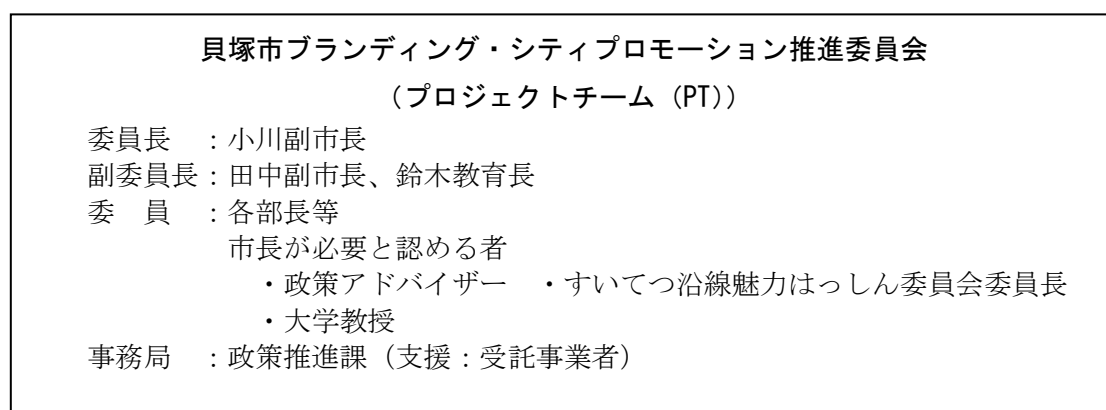 貝塚市ブランディング・シティプロモーション推進委員会
(プロジェクトチーム(PT))
委員長　：小川副市長
副委員長：田中副市長、鈴木教育長
委　員　：各部長等
市長が必要と認める者
・政策アドバイザー　・すいてつ沿線魅力はっしん委員会委員長
・大学教授
事務局　：政策推進課（支援：受託事業者）